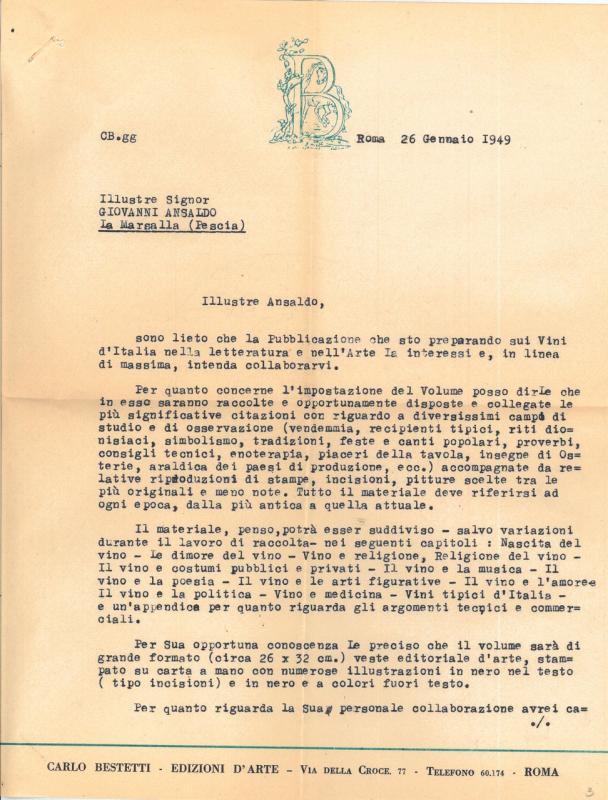 B
CB.gg
Roma 26 Gennaio 1949
Illustre Signor
GIOVANNI ANSALDO
La Marsalla (Pescia)
Illustre Ansaldo,
sono lieto che la Pubblicazione che sto preparando sui Vini
d'Italia nella letteratura e nell'Arte La interessi e, in linea
di massima, intenda collaborarvi.
Per quanto concerne l'impostazione del Volume posso dirLe che
in esso saranno raccolte e opportunamente disposte e collegate le
più significative citazioni con riguardo a diversissimi campi di
studio e di osservazione (vendemmia, recipienti tipici, riti dio=
nisiaci, simbolismo, tradizioni, feste e canti popolari, proverbi,
consigli tecnici, enoterapia, piaceri della tavola, insegne di Os=
terie, araldica dei paesi di produzione, ecc.) accompagnate da re=
lative riproduzioni di stampe, incisioni, pitture scelte tra le
più originali e meno note. Tutto il materiale deve riferirsi ad
ogni epoca, dalla più antica a quella attuale.
Il materiale, penso,potrà esser suddiviso - salvo variazioni
durante il lavoro di raccolta- nei seguenti capitoli : Nascita del
vino - Le dimore del vino - Vino e religione, Religione del vino -
Il vino e costumi pubblici e privati - Il vino e la musica - Il
vino e la poesia - Il vino e le arti figurative - Il vino e l'amore=
Il vino e la politica - Vino e medicina - Vini tipici d'Italia -
e un'appendice per quanto riguarda gli argomenti tecnici e commer=
ciali.
Per Sua opportuna conoscenza Le preciso che il volume sarà di
grande formato (circa 26 x 32 cm.) veste editoriale d'arte, stam=
pato su carta a mano con numerose illustrazioni in nero nel testo
( tipo incisioni) e in nero e a colori fuori testo.
Per quanto riguarda la Sua personale collaborazione avrei ca=
./.
CARLO BESTETTI - EDIZIONI D'ARTE - VIA DELLA CROCE, 77 - TELEFONO 60.174 - ROMA
3